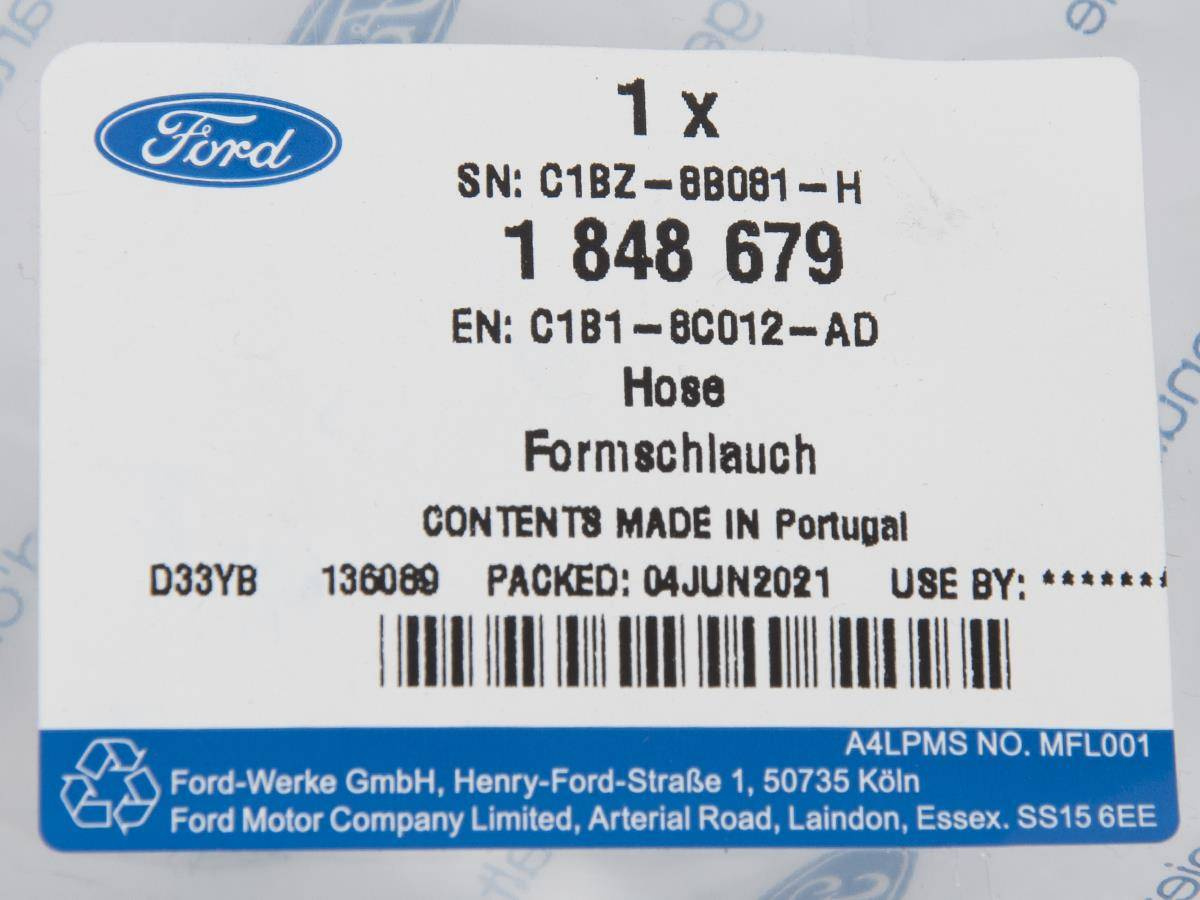 Ford
1 x
SN: C1BZ-8B081-H
1 848 679
EN: C1B1-8C012-AD
Hose
Formschlauch
CONTENTS MADE IN Portugal
D33YB 136089 PACKED: 04JUN2021 USE BY: *******
A4LPMS NO. MFL001
Ford-Werke GmbH, Henry-Ford-Straße 1, 50735 Köln
Ford Motor Company Limited, Arterial Road, Laindon, Essex. SS15 6EE